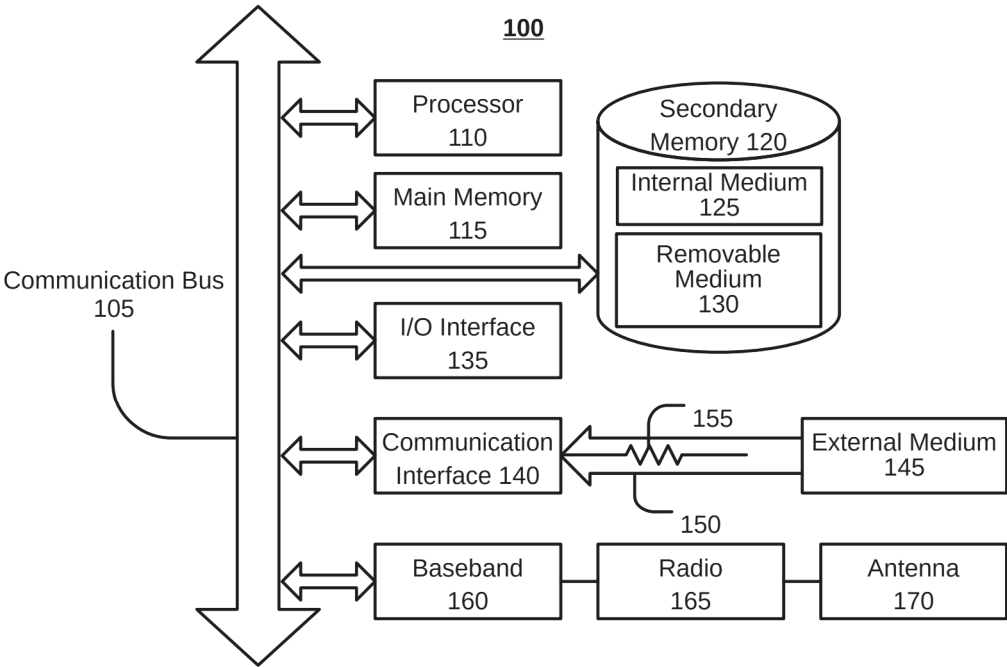 100
Processor
110
Secondary
Memory 120
Internal Medium
125
Main Memory
115
Removable
Medium
130
Communication Bus
105
I/O Interface
135
155
Communication
Interface 140
External Medium
145
150
Baseband
160
Radio
165
Antenna
170